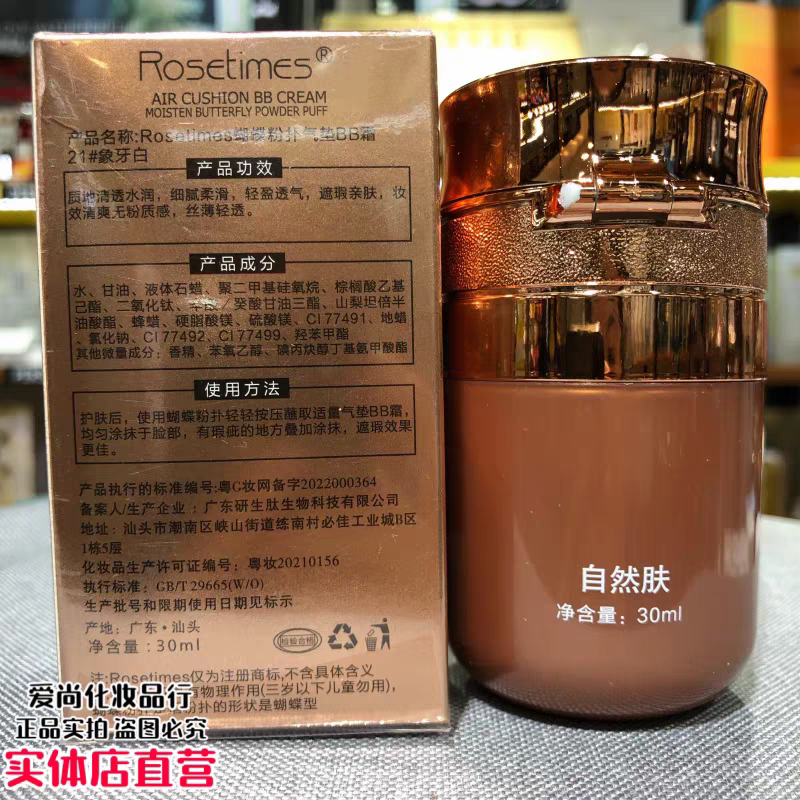 Rosetimes®
AIR CUSHION BB CREAM
MOISTEN BUTTERFLY POWDER PUFF
产品名称:Rosetimes蝴蝶粉扑气垫BB霜
21#象牙白
产品功效
质地清透水润，细腻柔滑，轻盈透气，遮瑕亲肤，妆
效清爽无粉质感，丝薄轻透。
产品成分
水、甘油、液体石蜡、聚二甲基硅氧烷、棕榈酸乙基
己酯、二氧化钛、辛酸／癸酸甘油三酯、山梨坦倍半
油酸酯、蜂蜡、硬脂酸镁、硫酸镁、CI 77491、地蜡
、氯化钠、CI 77492、CI 77499、羟苯甲酯
其他微量成分：香精、苯氧乙醇、碘丙炔醇丁基氨甲酸酯
使用方法
护肤后，使用蝴蝶粉扑轻轻按压蘸取适量气垫BB霜，
均匀涂抹于脸部，有瑕疵的地方叠加涂抹，遮瑕效果
更佳。
产品执行的标准编号:粤G妆网备字2022000364
备案人/生产企业：广东研生肽生物科技有限公司
地址：汕头市潮南区峡山街道练南村必佳工业城B区
1栋5层
化妆品生产许可证编号：粤妆20210156
执行标准：GB/T 29665(W/O)
生产批号和限期使用日期见标示
产地：广东·汕头
净含量：30ml
检验合格
注:Rosetimes仅为注册商标,不含具体含义
有物理作用(三岁以下儿童勿用),
粉扑的形状是蝴蝶型
自然肤
净含量：30ml
爱尚化妆品行
正品实拍 盗图必究
实体店直营